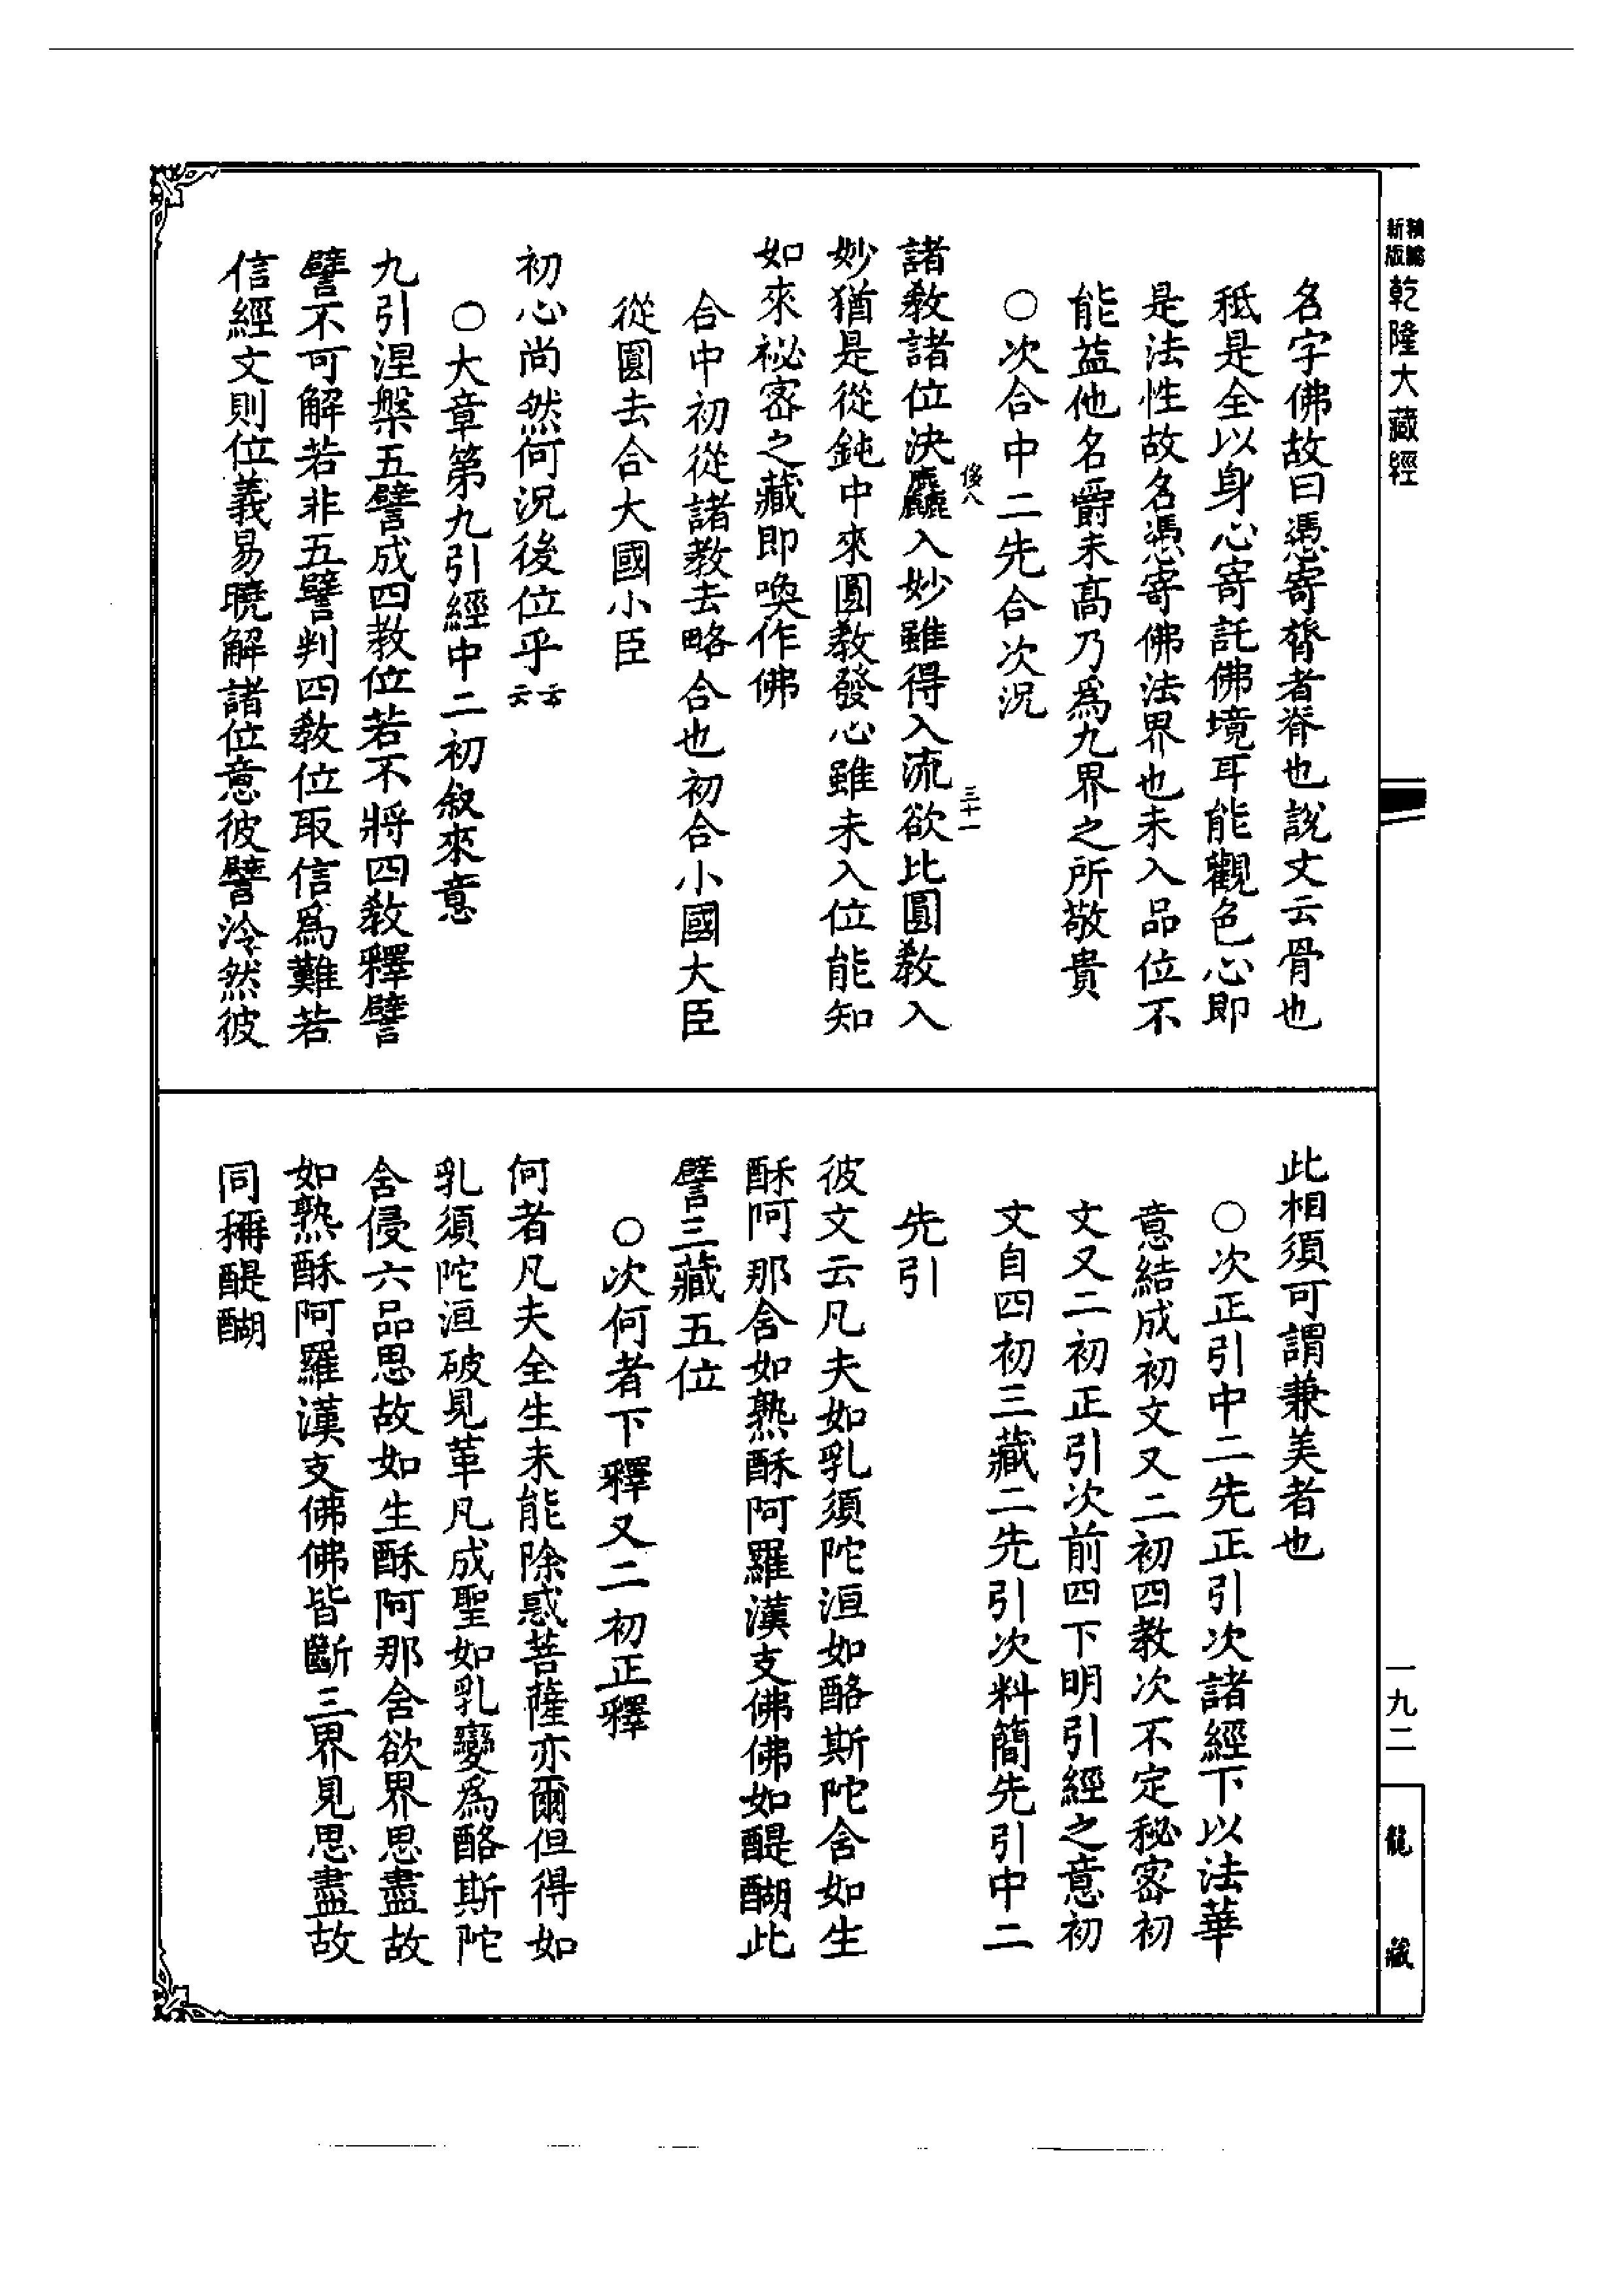 新版
精縮
乾隆大藏經
名字佛故曰憑寄膂者脊也說文云骨也
秪是全以身心寄託佛境耳能觀色心即
是法性故名憑寄佛法界也未入品位不
能益他名爵未高乃為九界之所敬貴
○次合中二先合次況
俊八
三十一
諸教諸位決麤入妙雖得入流欲比圓教入
妙猶是從鈍中來圓教發心雖未入位能知
如來祕密之藏即喚作佛
合中初從諸教去略合也初合小國大臣
從圓去合大國小臣
初心尚然何況後位乎云云
○大章第九引經中二初敘來意
九引涅槃五譬成四教位若不將四教釋譬
譬不可解若非五譬判四教位取信為難若
信經文則位義易曉解諸位意彼譬泠然彼
此相須可謂兼美者也
○次正引中二先正引次諸經下以法華
意結成初文又二初四教次不定秘密初
文又二初正引次前四下明引經之意初
文自四初三藏二先引次料簡先引中二
先引
彼文云凡夫如乳須陀洹如酪斯陀含如生
酥阿那含如熟酥阿羅漢支佛佛如醍醐此
譬三藏五位
○次何者下釋又二初正釋
何者凡夫全生未能除惑菩薩亦爾但得如
乳須陀洹破見革凡成聖如乳變為酪斯陀
含侵六品思故如生酥阿那含欲界思盡故
如熟酥阿羅漢支佛佛皆斷三界見思盡故
同稱醍醐
一九二
龍藏